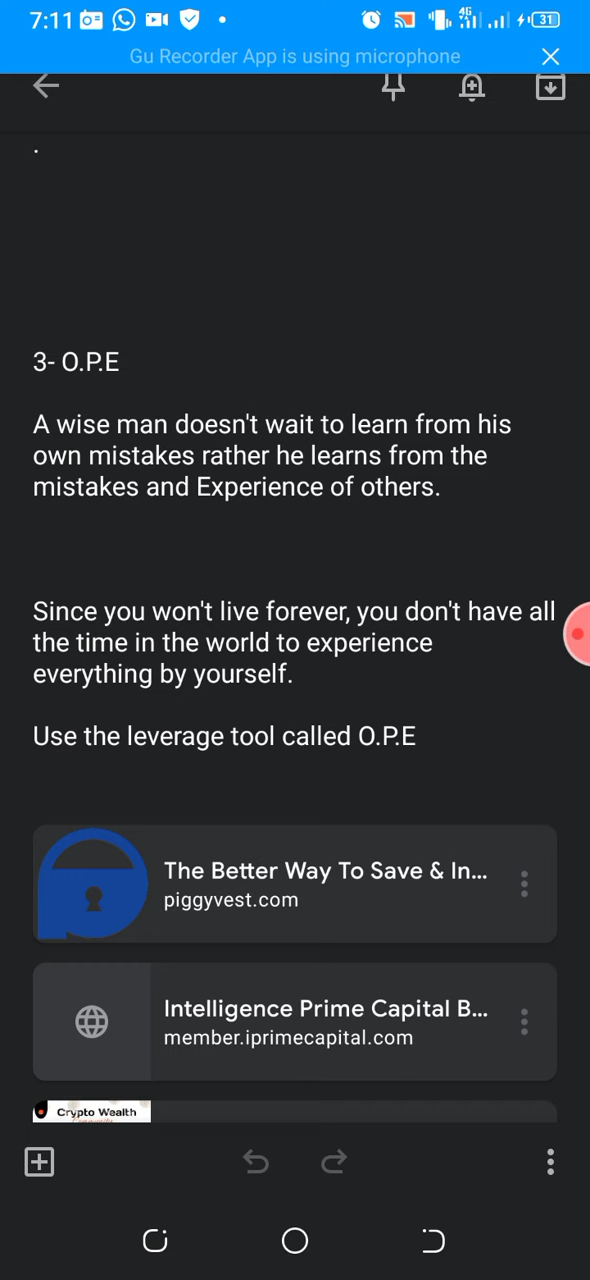 7:11
4G
31
Gu Recorder App is using microphone
.
3- O.P.E
A wise man doesn't wait to learn from his
own mistakes rather he learns from the
mistakes and Experience of others.
Since you won't live forever, you don't have all
the time in the world to experience
everything by yourself.
Use the leverage tool called O.P.E
The Better Way To Save & In...
piggyvest.com
Intelligence Prime Capital B...
member.iprimecapital.com
Crypto Wealth